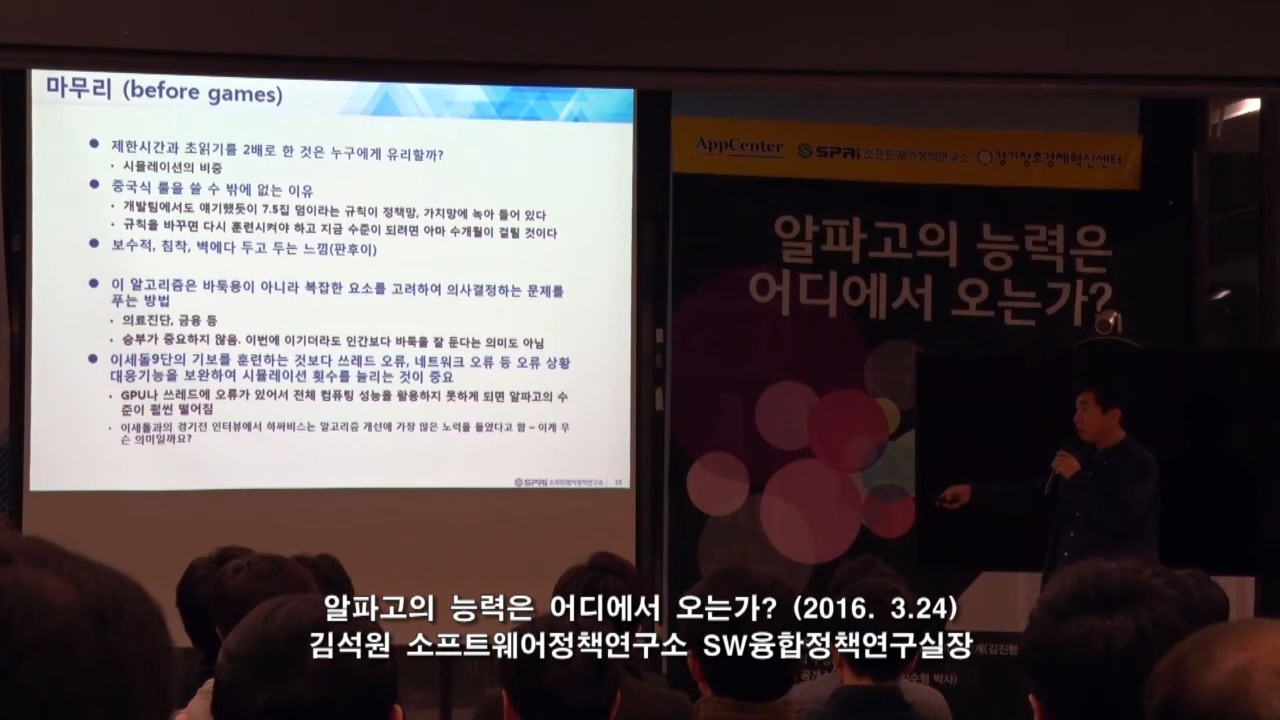 마무리 (before games)
● 제한시간과 초읽기를 2배로 한 것은 누구에게 유리할까?
• 시뮬레이션의 비중
● 중국식 룰을 쓸 수 밖에 없는 이유
• 개발팀에서도 얘기했듯이 7.5집 덤이라는 규칙이 정책망, 가치망에 녹아 들어 있다
• 규칙을 바꾸면 다시 훈련시켜야 하고 지금 수준이 되려면 아마 수개월이 걸릴 것이다
● 보수적, 침착, 벽에다 두고 두는 느낌(판후이)
● 이 알고리즘은 바둑용이 아니라 복잡한 요소를 고려하여 의사결정하는 문제를
푸는 방법
• 의료진단, 금융 등
• 승부가 중요하지 않음. 이번에 이기더라도 인간보다 바둑을 잘 둔다는 의미도 아님
● 이세돌9단의 기보를 훈련하는 것보다 쓰레드 오류, 네트워크 오류 등 오류 상황
대응기능을 보완하여 시뮬레이션 횟수를 늘리는 것이 중요
• GPU나 쓰레드에 오류가 있어서 전체 컴퓨팅 성능을 활용하지 못하게 되면 알파고의 수
준이 훨씬 떨어짐
• 이세돌과의 경기전 인터뷰에서 하싸비스는 알고리즘 개선에 가장 많은 노력을 들였다고 함 – 이게 무
슨 의미일까요?
SPRi 소프트웨어정책연구소 15
AppCenter SPRi 소프트웨어정책연구소 경기창조경제혁신센터
알파고의 능력은
어디에서 오는가?
알파고의 능력은 어디에서 오는가? (2016. 3.24)
김석원 소프트웨어정책연구소 SW융합정책연구실장
(김진형
박사)